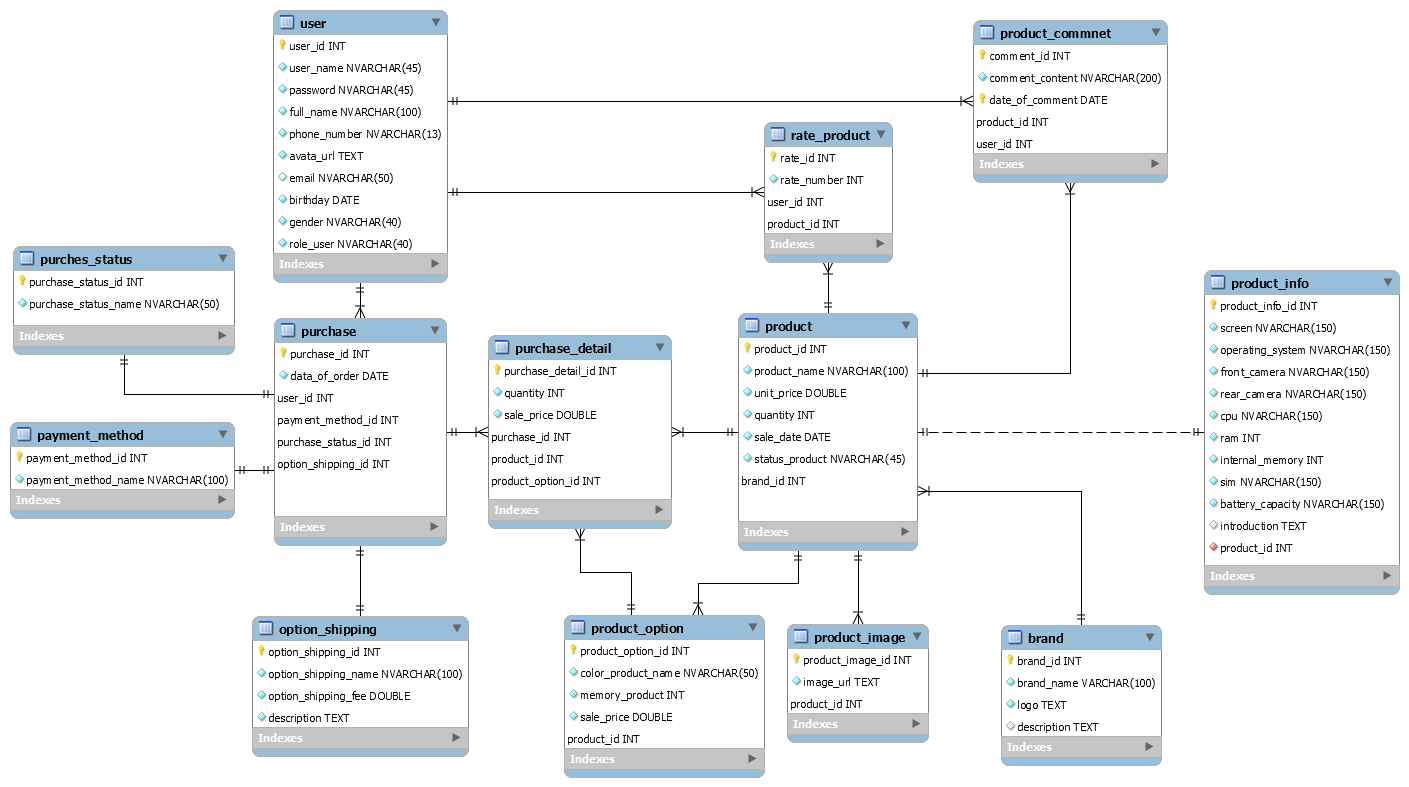 user
user_id INT
user_name NVARCHAR(45)
password NVARCHAR(45)
full_name NVARCHAR(100)
phone_number NVARCHAR(13)
avata_url TEXT
email NVARCHAR(50)
birthday DATE
gender NVARCHAR(40)
role_user NVARCHAR(40)
Indexes
product_commnet
comment_id INT
comment_content NVARCHAR(200)
date_of_comment DATE
product_id INT
user_id INT
Indexes
rate_product
rate_id INT
rate_number INT
user_id INT
product_id INT
Indexes
purches_status
purchase_status_id INT
purchase_status_name NVARCHAR(50)
Indexes
purchase
purchase_id INT
data_of_order DATE
user_id INT
payment_method_id INT
purchase_status_id INT
option_shipping_id INT
Indexes
purchase_detail
purchase_detail_id INT
quantity INT
sale_price DOUBLE
purchase_id INT
product_id INT
product_option_id INT
Indexes
product
product_id INT
product_name NVARCHAR(100)
unit_price DOUBLE
quantity INT
sale_date DATE
status_product NVARCHAR(45)
brand_id INT
Indexes
product_info
product_info_id INT
screen NVARCHAR(150)
operating_system NVARCHAR(150)
front_camera NVARCHAR(150)
rear_camera NVARCHAR(150)
cpu NVARCHAR(150)
ram INT
internal_memory INT
sim NVARCHAR(150)
battery_capacity NVARCHAR(150)
introduction TEXT
product_id INT
Indexes
payment_method
payment_method_id INT
payment_method_name NVARCHAR(100)
Indexes
option_shipping
option_shipping_id INT
option_shipping_name NVARCHAR(100)
option_shipping_fee DOUBLE
description TEXT
Indexes
product_option
product_option_id INT
color_product_name NVARCHAR(50)
memory_product INT
sale_price DOUBLE
product_id INT
Indexes
product_image
product_image_id INT
image_url TEXT
product_id INT
Indexes
brand
brand_id INT
brand_name VARCHAR(100)
logo TEXT
description TEXT
Indexes